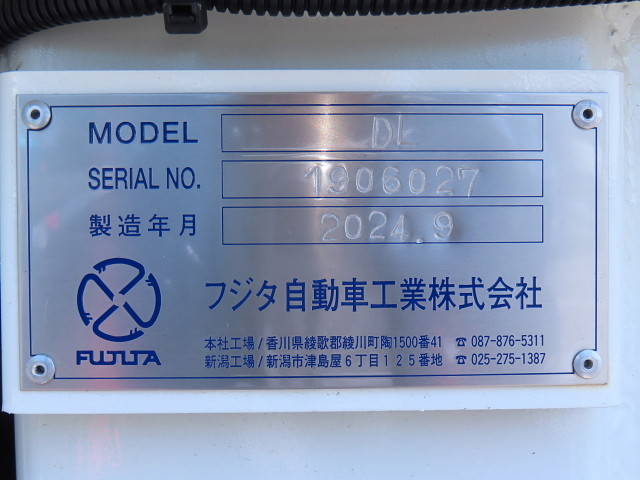 MODEL DL
SERIAL NO. 1906027
製造年月 2024.9
フジタ自動車工業株式会社
FUJITA
本社工場/香川県綾歌郡綾川町陶1500番41 ☎087-876-5311
新潟工場/新潟市津島屋6丁目125番地 ☎025-275-1387